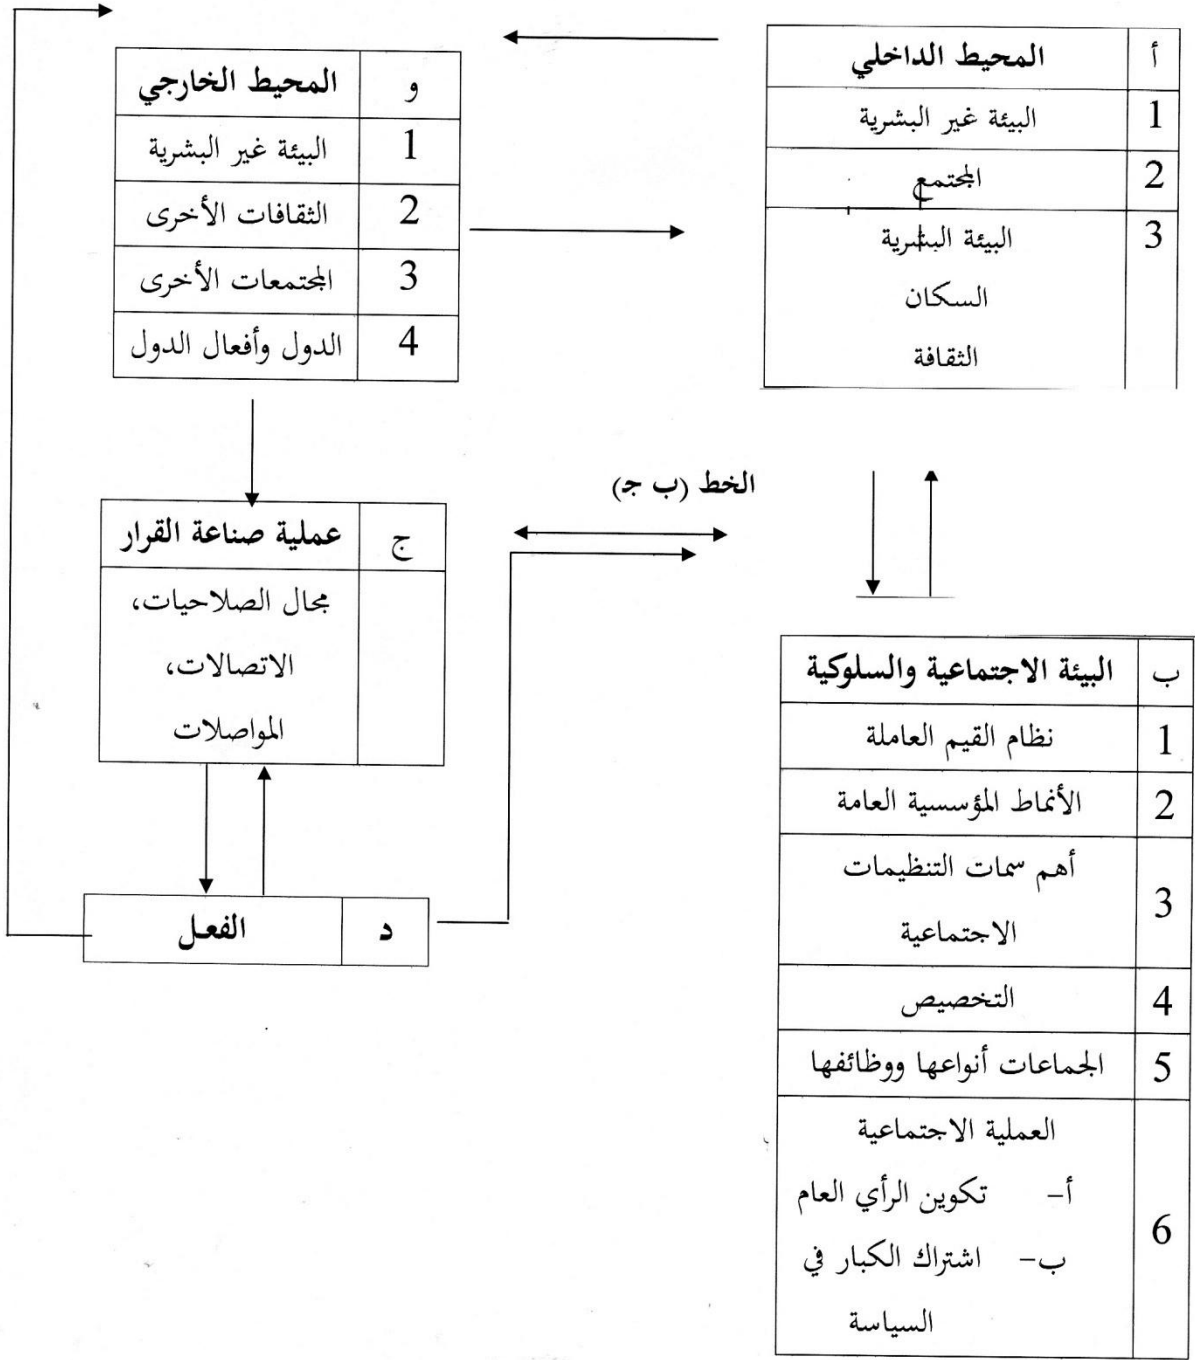 أ المحيط الداخلي
1 البيئة غير البشرية
2 المجتمع
3 البيئة البشرية
السكان
الثقافة
و المحيط الخارجي
1 البيئة غير البشرية
2 الثقافات الأخرى
3 المجتمعات الأخرى
4 الدول وأفعال الدول
الخط (ب ج)
ج عملية صناعة القرار
مجال الصلاحيات،
الاتصالات،
المواصلات
د الفعل
ب البيئة الاجتماعية والسلوكية
1 نظام القيم العاملة
2 الأنماط المؤسسية العامة
3 أهم سمات التنظيمات
الاجتماعية
4 التخصيص
5 الجماعات أنواعها ووظائفها
6 العملية الاجتماعية
أ- تكوين الرأي العام
ب- اشتراك الكبار في
السياسة